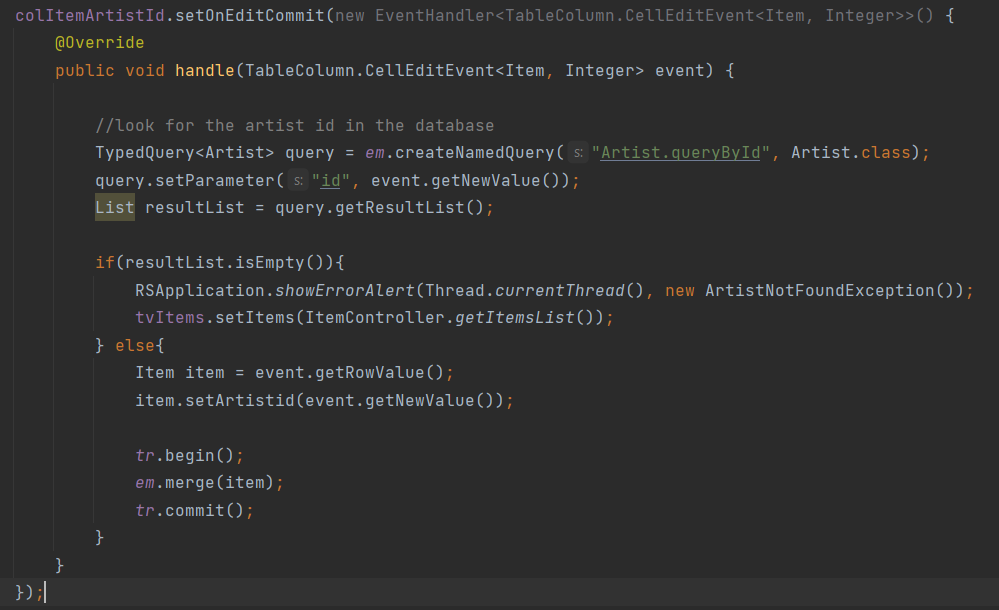 colItemArtistId.setOnEditCommit(new EventHandler<TableColumn.CellEditEvent<Item, Integer>>() {
@Override
public void handle(TableColumn.CellEditEvent<Item, Integer> event) {
//look for the artist id in the database
TypedQuery<Artist> query = em.createNamedQuery( s: "Artist.queryById", Artist.class);
query.setParameter( s: "id", event.getNewValue());
List resultList = query.getResultList();
if(resultList.isEmpty()){
RSApplication.showErrorAlert(Thread.currentThread(), new ArtistNotFoundException());
tvItems.setItems(ItemController.getItemsList());
} else{
Item item = event.getRowValue();
item.setArtistid(event.getNewValue());
tr.begin();
em.merge(item);
tr.commit();
}
}
});